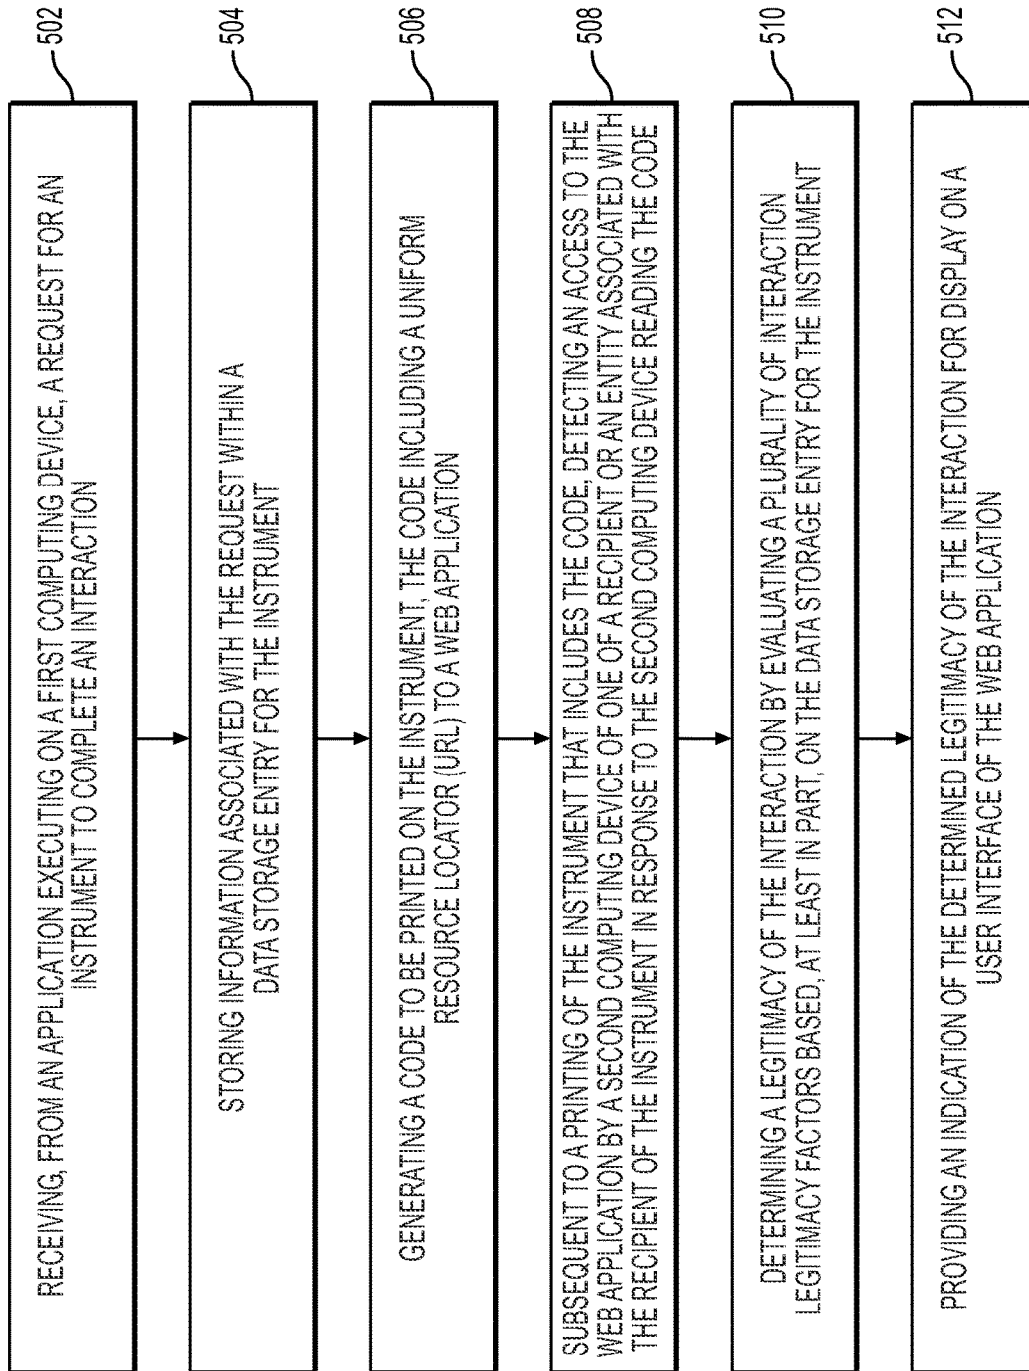 RECEIVING, FROM AN APPLICATION EXECUTING ON A FIRST COMPUTING DEVICE, A REQUEST FOR AN
INSTRUMENT TO COMPLETE AN INTERACTION
502
STORING INFORMATION ASSOCIATED WITH THE REQUEST WITHIN A
DATA STORAGE ENTRY FOR THE INSTRUMENT
504
GENERATING A CODE TO BE PRINTED ON THE INSTRUMENT, THE CODE INCLUDING A UNIFORM
RESOURCE LOCATOR (URL) TO A WEB APPLICATION
506
SUBSEQUENT TO A PRINTING OF THE INSTRUMENT THAT INCLUDES THE CODE, DETECTING AN ACCESS TO THE
WEB APPLICATION BY A SECOND COMPUTING DEVICE OF ONE OF A RECIPIENT OR AN ENTITY ASSOCIATED WITH
THE RECIPIENT OF THE INSTRUMENT IN RESPONSE TO THE SECOND COMPUTING DEVICE READING THE CODE
508
DETERMINING A LEGITIMACY OF THE INTERACTION BY EVALUATING A PLURALITY OF INTERACTION
LEGITIMACY FACTORS BASED, AT LEAST IN PART, ON THE DATA STORAGE ENTRY FOR THE INSTRUMENT
510
PROVIDING AN INDICATION OF THE DETERMINED LEGITIMACY OF THE INTERACTION FOR DISPLAY ON A
USER INTERFACE OF THE WEB APPLICATION
512